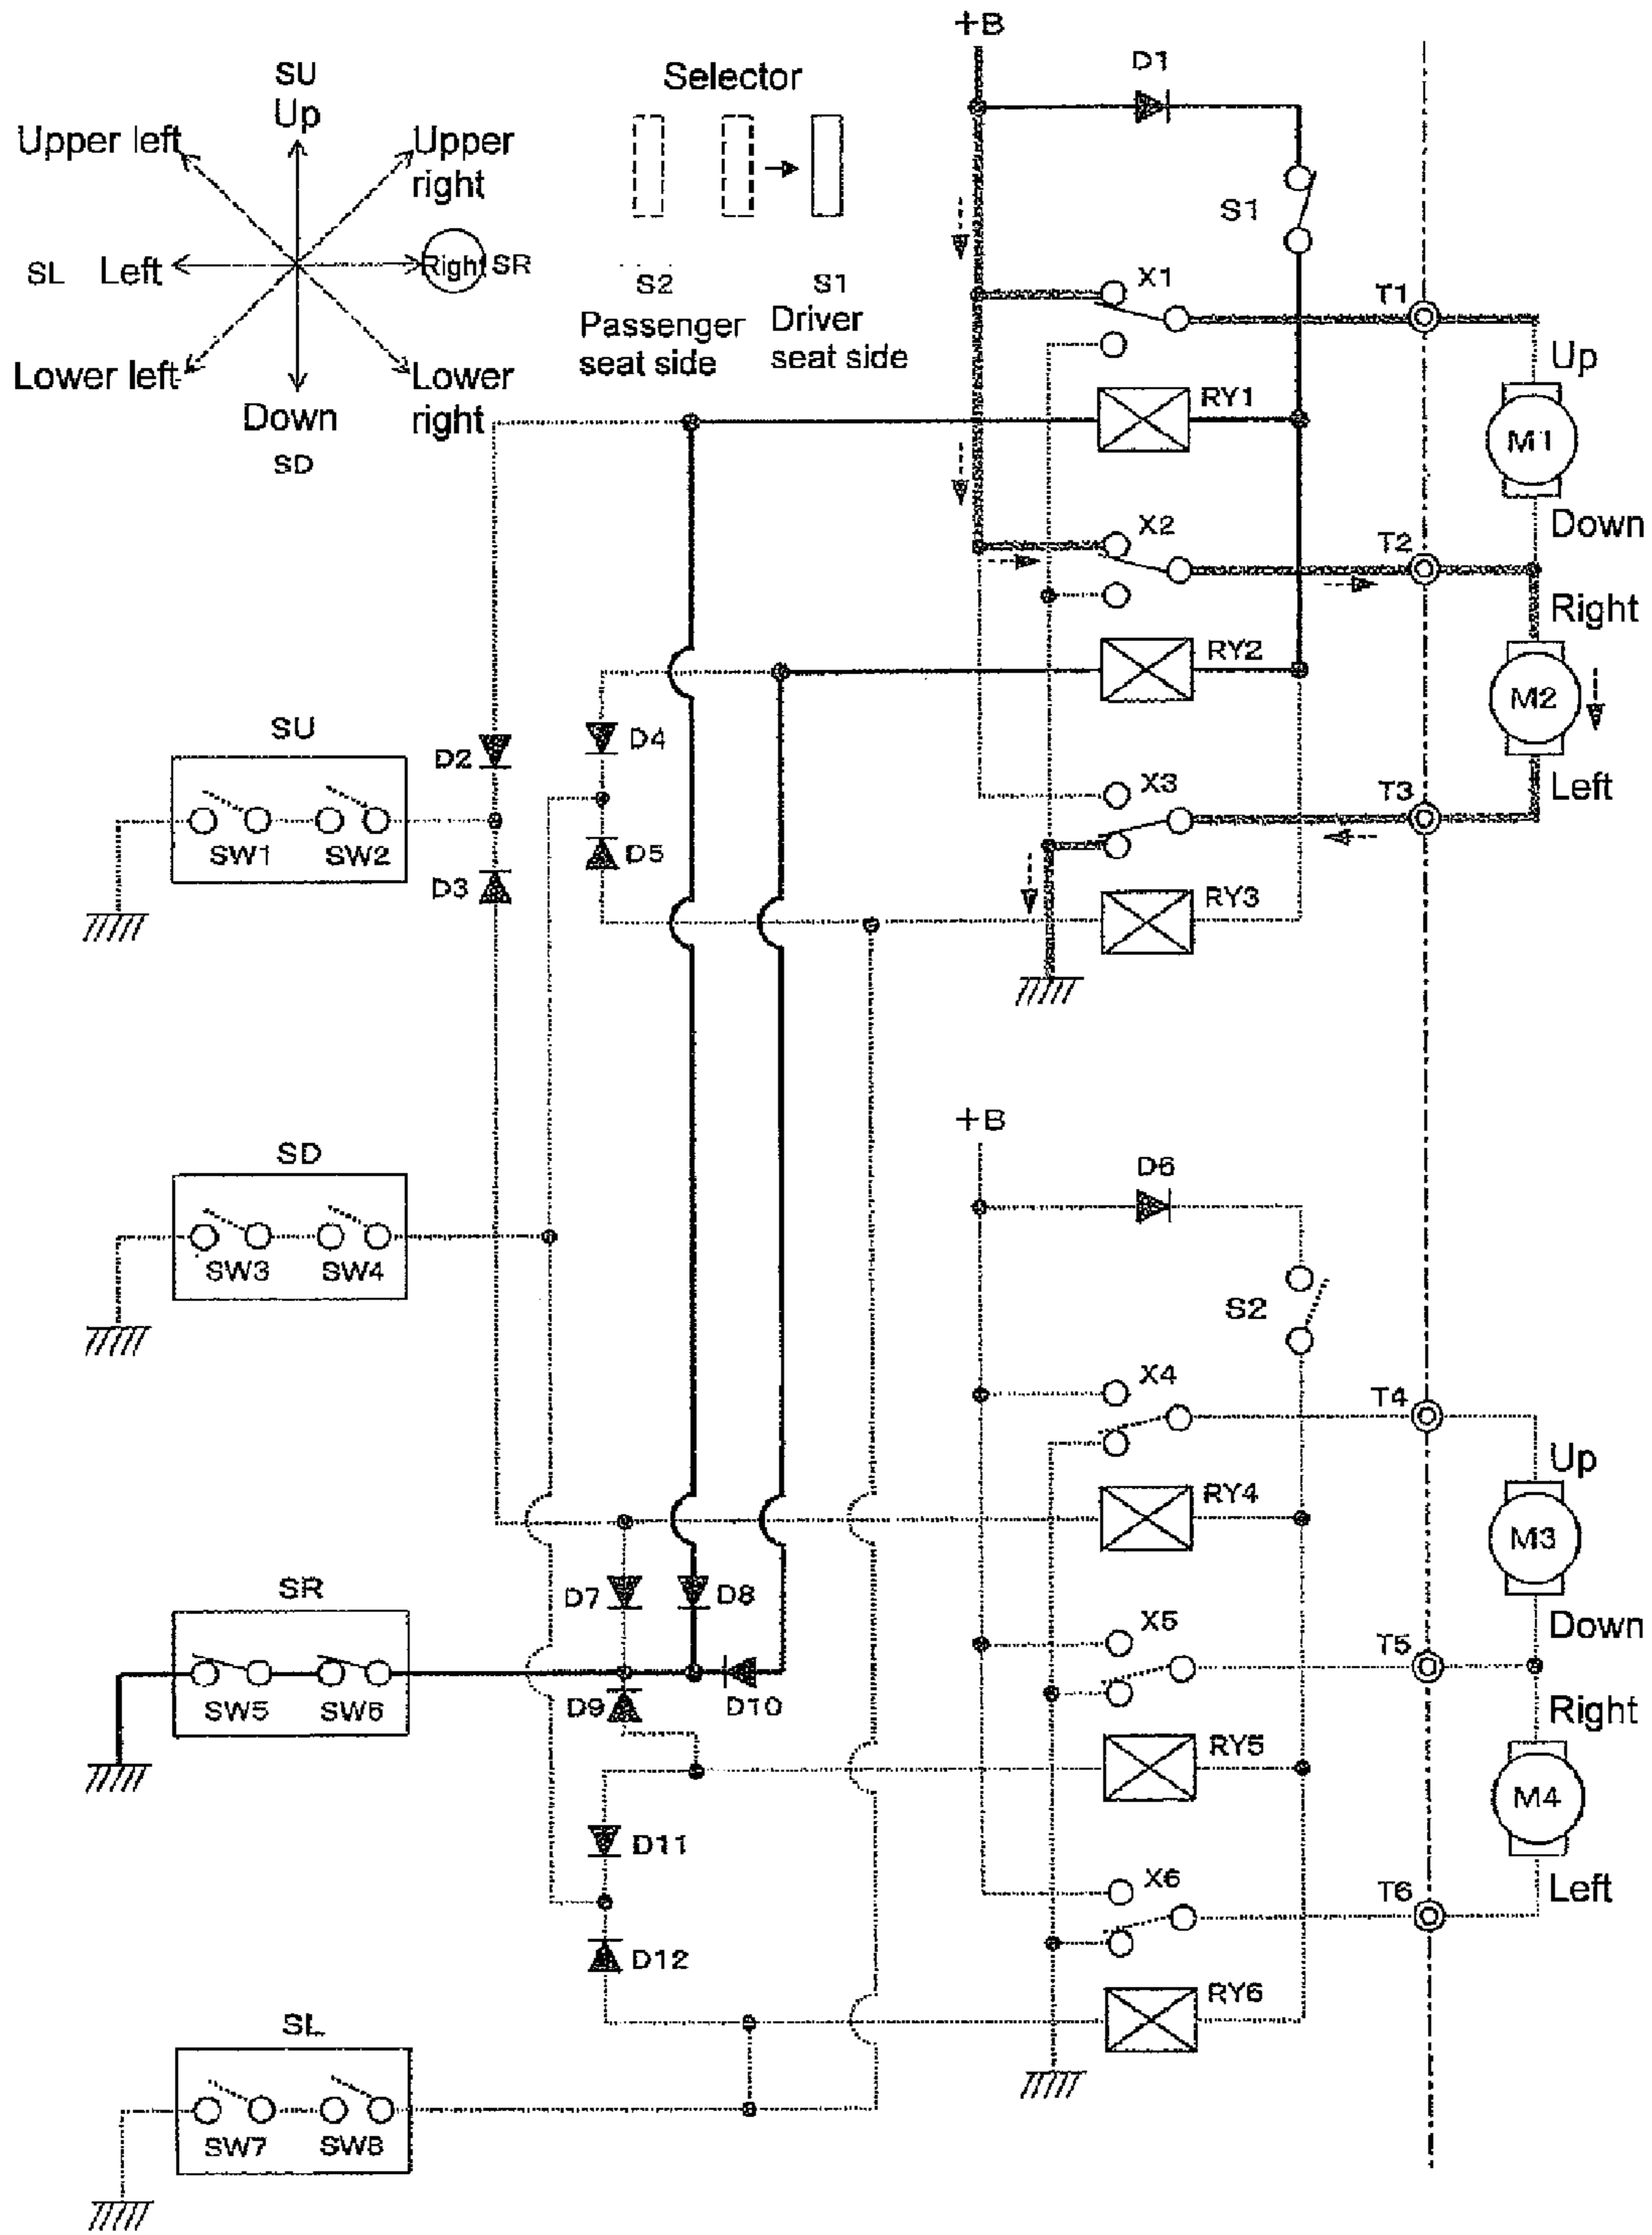 +B
SU
Up
Selector
D1
Upper left
Upper
right
S1
SL Left
Right SR
S2
S1
X1
T1
Passenger
seat side
Driver
seat side
Up
Lower left
Lower
right
Down
SD
RY1
M1
Down
X2
T2
Right
RY2
SU
D2
D4
M2
X3
T3
Left
SW1
SW2
D3
D5
RY3
+B
SD
D6
SW3
SW4
S2
X4
T4
Up
RY4
M3
SR
D7
D8
X5
T5
Down
SW5
SW6
D9
D10
Right
RY5
M4
D11
X6
T6
Left
D12
RY6
SL
SW7
SW8